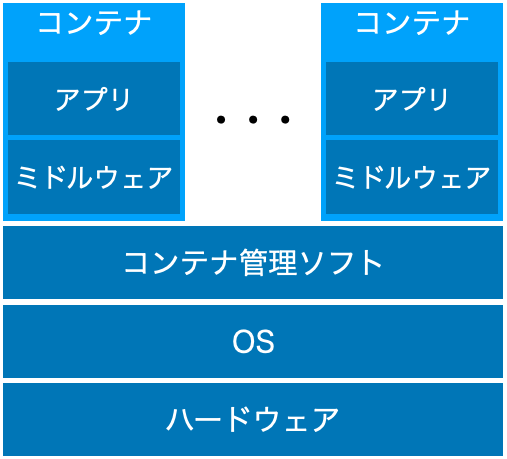 コンテナ
アプリ
ミドルウェア
・・・
コンテナ
アプリ
ミドルウェア
コンテナ管理ソフト
OS
ハードウェア